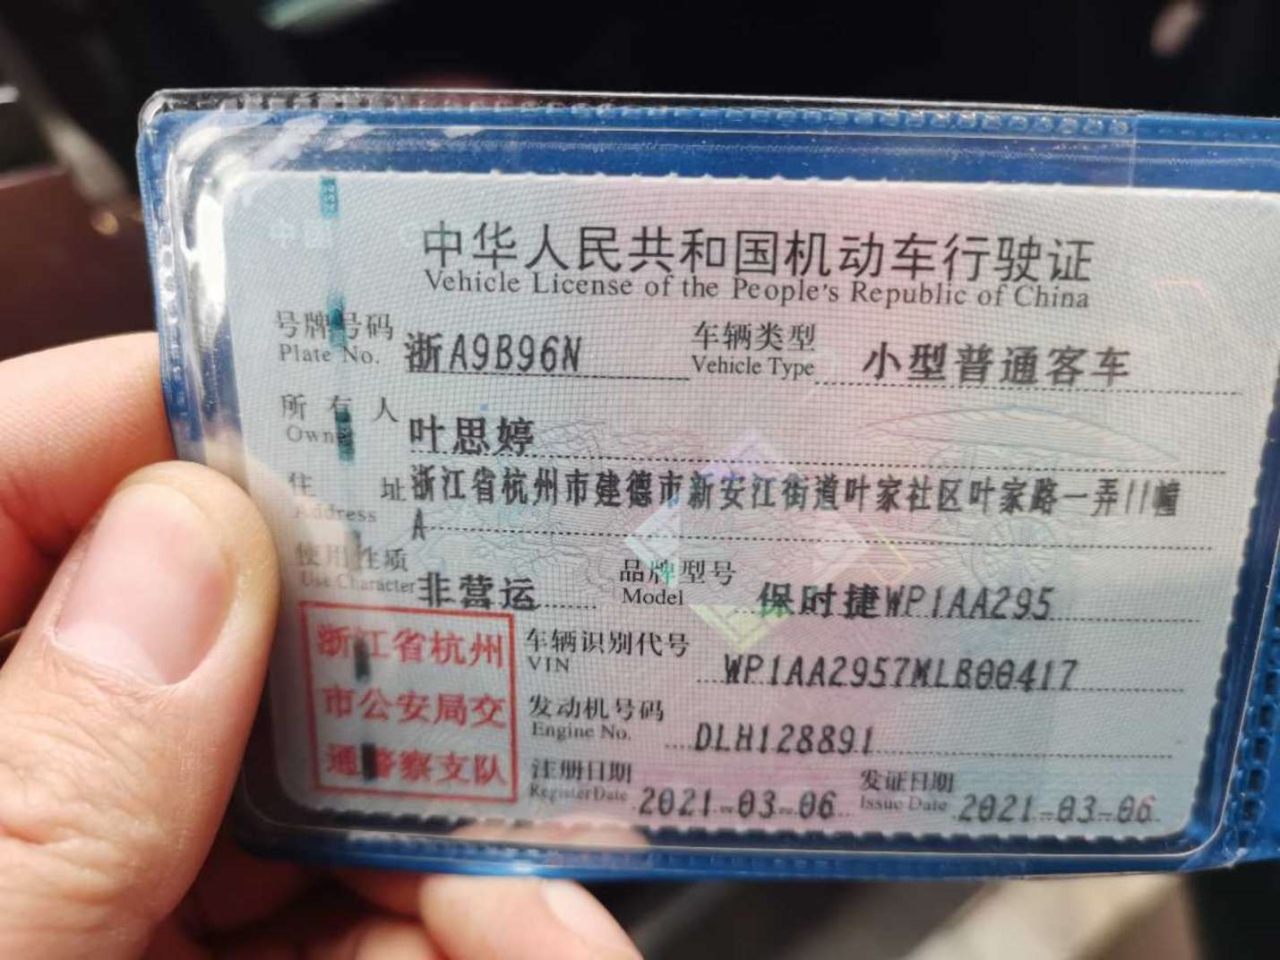 中华人民共和国机动车行驶证
Vehicle License of the People's Republic of China
号牌号码 浙A9B96N 车辆类型 小型普通客车
Plate No. Vehicle Type
所有人 叶思婷
Owner
住址 浙江省杭州市建德市新安江街道叶家社区叶家路一弄11幢
Address A
使用性质 非营运 品牌型号 保时捷WP1AA295
Use Character Model
浙江省杭州
市公安局交
通警察支队
车辆识别代号 WP1AA2957MLB00417
VIN
发动机号码 DLH128891
Engine No.
注册日期 2021-03-06 发证日期 2021-03-06
Register Date Issue Date